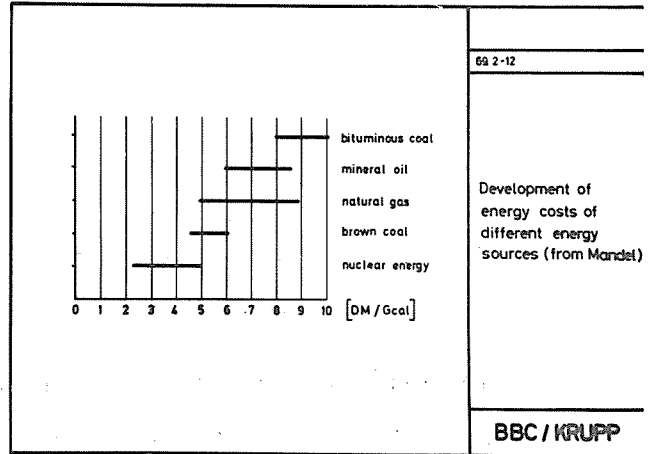 69. 2-12
bituminous coal
mineral oil
natural gas
brown coal
nuclear energy
0 1 2 3 4 5 6 7 8 9 10 [DM/Gcal]
Development of
energy costs of
different energy
sources (from Mandel)
BBC / KRUPP